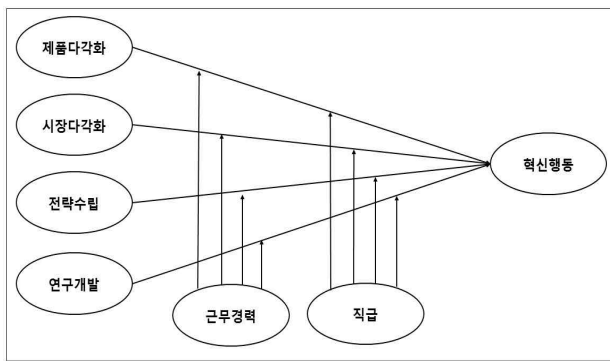 제품다각화
시장다각화
혁신행동
전략수립
연구개발
근무경력
직급